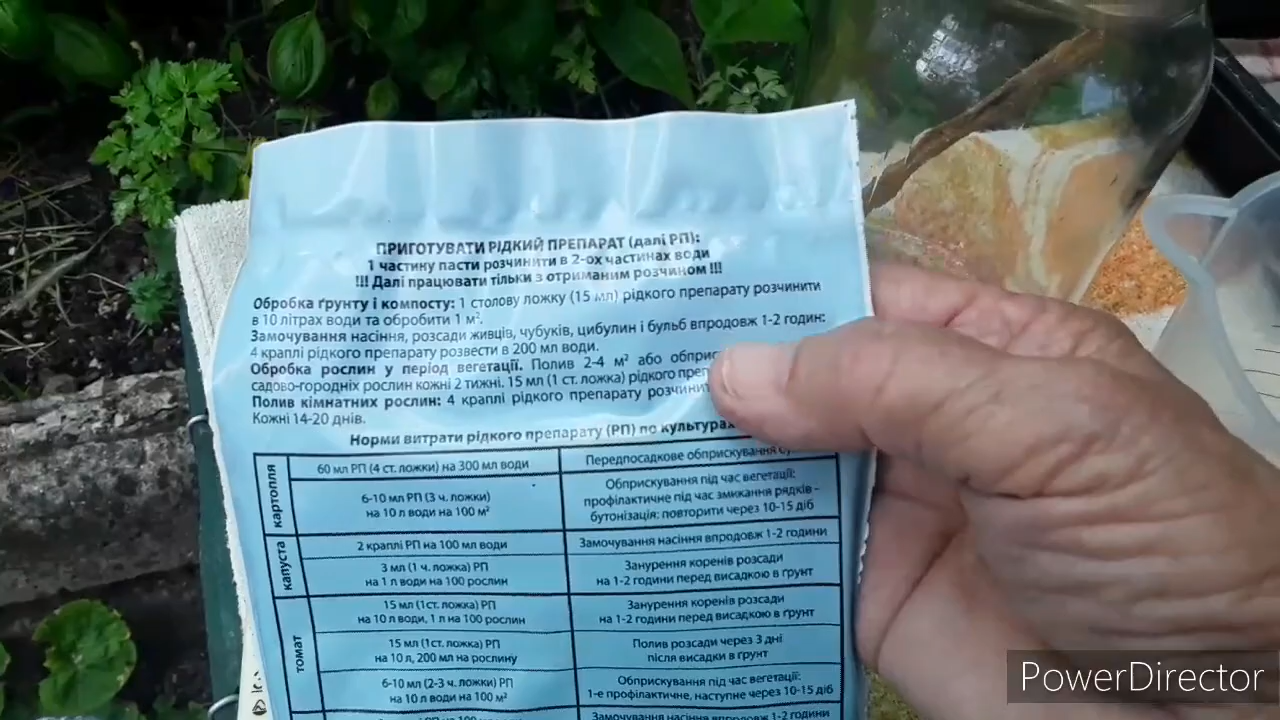 ПРИГОТУВАТИ РІДКИЙ ПРЕПАРАТ (далі РП):
1 частину пасти розчинити в 2-ох частинах води
!!! Далі працювати тільки з отриманим розчином !!!
Обробка ґрунту і компосту: 1 столову ложку (15 мл) рідкого препарату розчинити
в 10 літрах води та обробити 1 м².
Замочування насіння, розсади живців, чубуків, цибулин і бульб впродовж 1-2 годин:
4 краплі рідкого препарату розвести в 200 мл води.
Обробка рослин у період вегетації. Полив 2-4 м² або
садово-городніх рослин кожні 2 тижні. 15 мл (1 ст. ложка) рідкого
Полив кімнатних рослин: 4 краплі рідкого препарату
Кожні 14-20 днів.
Норми витрати рідкого препарату (РП) по культурах
картопля
60 мл РП (4 ст. ложки) на 300 мл води
Передпосадкове обприскування
6-10 мл РП (3 ч. ложки)
на 10 л води на 100 м²
Обприскування під час вегетації:
профілактичне під час змикання рядків -
бутонізація: повторити через 10-15 діб
капуста
2 краплі РП на 100 мл води
Замочування насіння впродовж 1-2 години
3 мл (1 ч. ложка) РП
на 1 л води на 100 рослин
Занурення коренів розсади
на 1-2 години перед висадкою в ґрунт
томат
15 мл (1ст. ложка) РП
на 10 л води, 1 л на 100 рослин
Занурення коренів розсади
на 1-2 години перед висадкою в ґрунт
15 мл (1ст. ложка) РП
на 10 л, 200 мл на рослину
Полив розсади через 3 дні
після висадки в ґрунт
6-10 мл (2-3 ч. ложки) РП
на 10 л води на 100 м²
Обприскування під час вегетації:
1-е профілактичне, наступне через 10-15 діб
Замочування насіння впродовж 1-2 години
PowerDirector